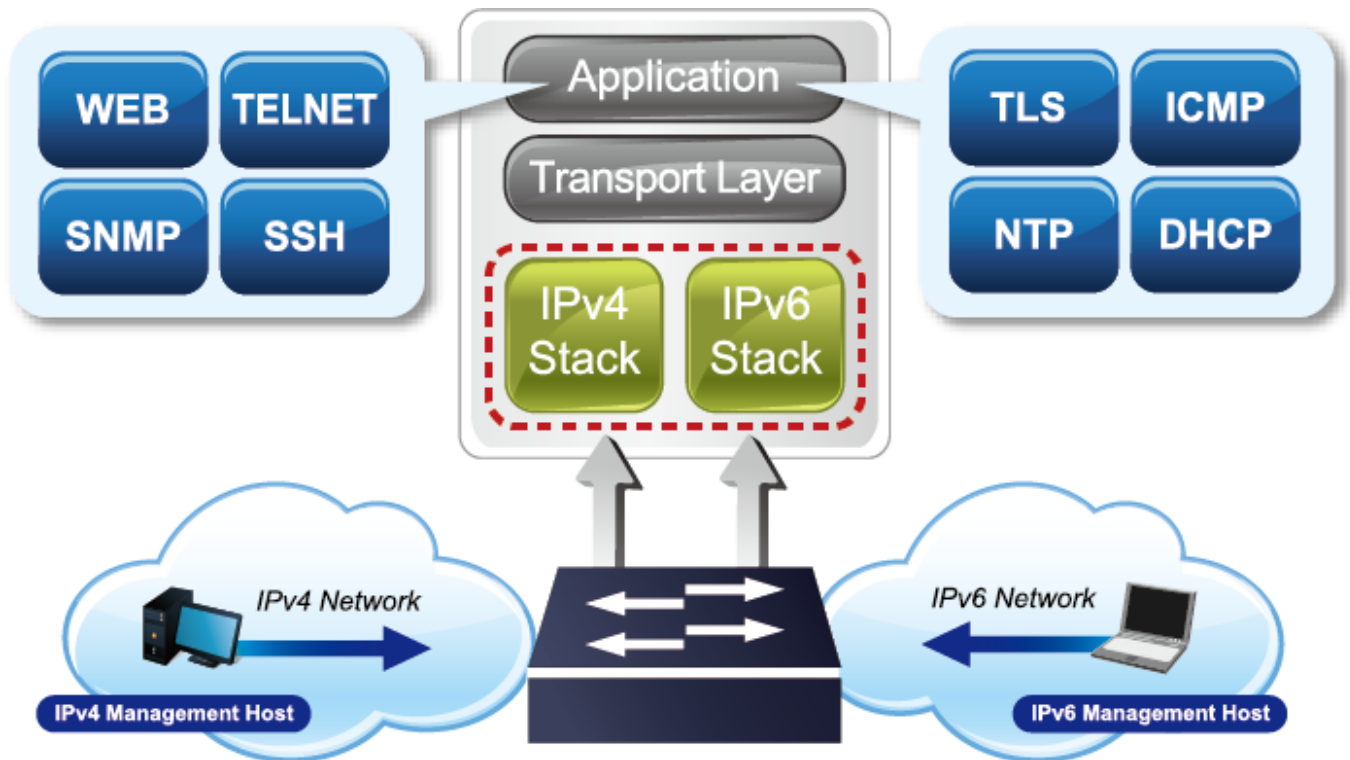 WEB
TELNET
SNMP
SSH
Application
Transport Layer
IPv4
Stack
IPv6
Stack
TLS
ICMP
NTP
DHCP
IPv4 Network
IPv4 Management Host
IPv6 Network
IPv6 Management Host